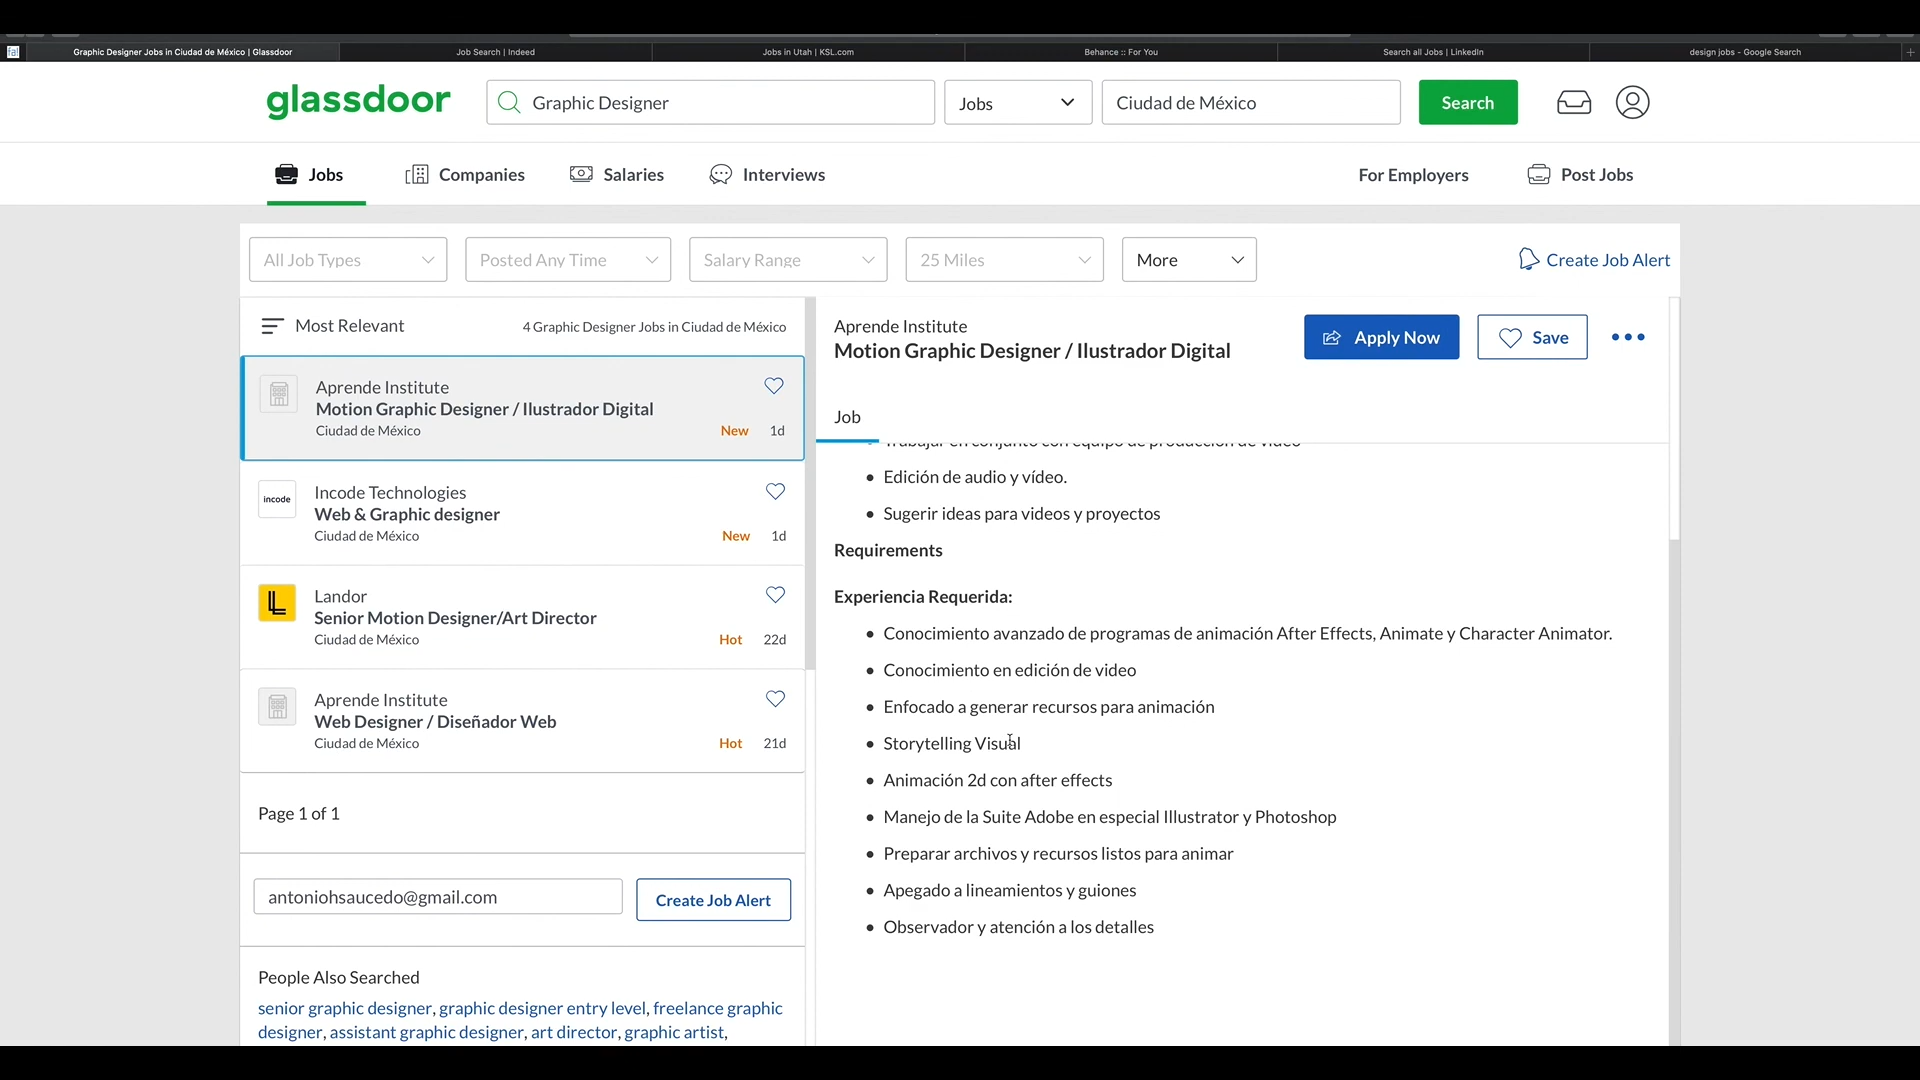 Graphic Designer Jobs in Ciudad de México | Glassdoor
Job Search | Indeed
Jobs in Utah | KSL.com
Behance :: For You
Search all Jobs | LinkedIn
design jobs - Google Search
glassdoor
Graphic Designer
Jobs
Ciudad de México
Search
Jobs
Companies
Salaries
Interviews
For Employers
Post Jobs
All Job Types
Posted Any Time
Salary Range
25 Miles
More
Create Job Alert
Most Relevant
4 Graphic Designer Jobs in Ciudad de México
Aprende Institute
Motion Graphic Designer / Ilustrador Digital
Ciudad de México
New 1d
incode
Incode Technologies
Web & Graphic designer
Ciudad de México
New 1d
Landor
Senior Motion Designer/Art Director
Ciudad de México
Hot 22d
Aprende Institute
Web Designer / Diseñador Web
Ciudad de México
Hot 21d
Page 1 of 1
antoniohsaucedo@gmail.com
Create Job Alert
People Also Searched
senior graphic designer, graphic designer entry level, freelance graphic
designer, assistant graphic designer, art director, graphic artist,
Aprende Institute
Motion Graphic Designer / Ilustrador Digital
Apply Now
Save
Job
Trabajar en conjunto con equipo de producción de video
Edición de audio y vídeo.
Sugerir ideas para videos y proyectos
Requirements
Experiencia Requerida:
Conocimiento avanzado de programas de animación After Effects, Animate y Character Animator.
Conocimiento en edición de video
Enfocado a generar recursos para animación
Storytelling Visual
Animación 2d con after effects
Manejo de la Suite Adobe en especial Illustrator y Photoshop
Preparar archivos y recursos listos para animar
Apegado a lineamientos y guiones
Observador y atención a los detalles